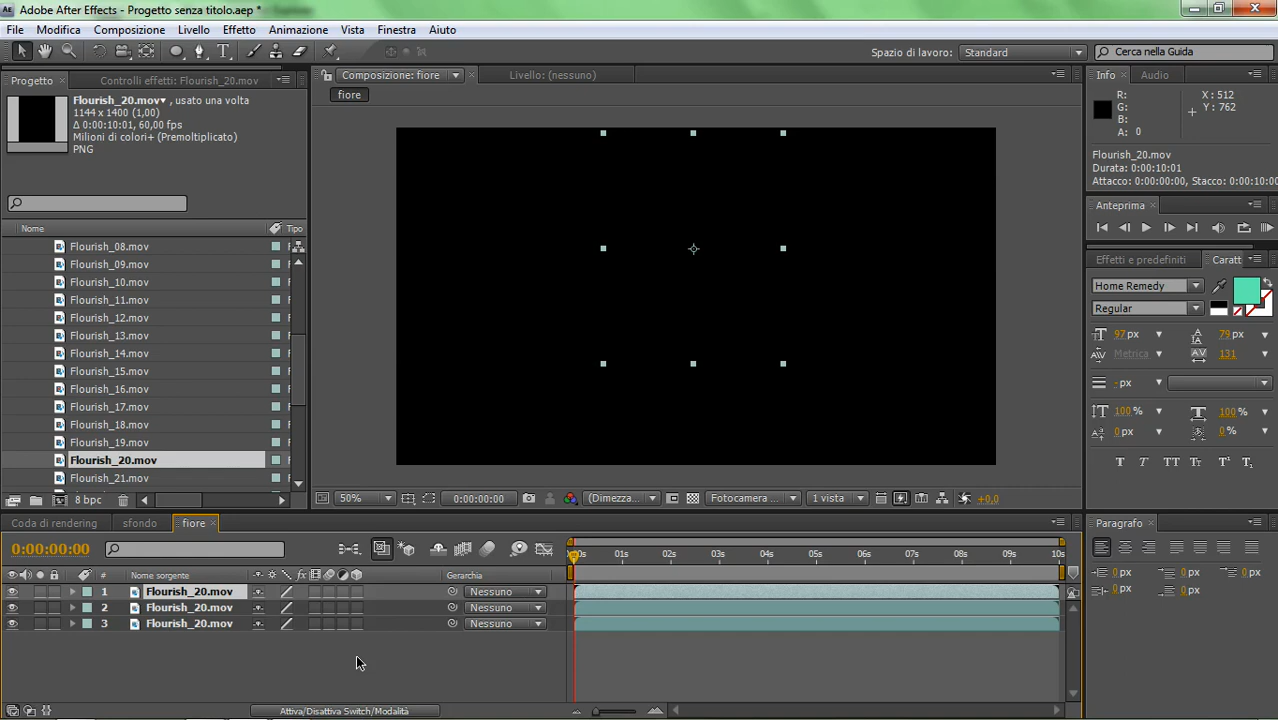 Adobe After Effects - Progetto senza titolo.aep *
File Modifica Composizione Livello Effetto Animazione Vista Finestra Aiuto
Spazio di lavoro: Standard Cerca nella Guida
Progetto Controlli effetti: Flourish_20.mov
Flourish_20.mov▾ , usato una volta
1144 x 1400 (1,00)
Δ 0:00:10:01, 60,00 fps
Milioni di colori+ (Premoltiplicato)
PNG
Nome Tipo
Flourish_08.mov
Flourish_09.mov
Flourish_10.mov
Flourish_11.mov
Flourish_12.mov
Flourish_13.mov
Flourish_14.mov
Flourish_15.mov
Flourish_16.mov
Flourish_17.mov
Flourish_18.mov
Flourish_19.mov
Flourish_20.mov
Flourish_21.mov
8 bpc
Composizione: fiore Livello: (nessuno)
fiore
50% 0:00:00:00 (Dimezza... Fotocamera ... 1 vista +0,0
Info Audio
R: X : 512
G: Y : 762
B:
A: 0
Flourish_20.mov
Durata: 0:00:10:01
Attacco: 0:00:00:00, Stacco: 0:00:10:00
Anteprima
Effetti e predefiniti Caratt
Home Remedy
Regular
97 px 79 px
Metrica 131
- px
100 % 100 %
0 px 0 %
T T TT Tт T¹ T₁
Coda di rendering sfondo fiore
0:00:00:00
00s 01s 02s 03s 04s 05s 06s 07s 08s 09s 10s
# Nome sorgente fx Gerarchia
1 Flourish_20.mov Nessuno
2 Flourish_20.mov Nessuno
3 Flourish_20.mov Nessuno
Attiva/Disattiva Switch/Modalità
Paragrafo
0 px 0 px 0 px
0 px 0 px